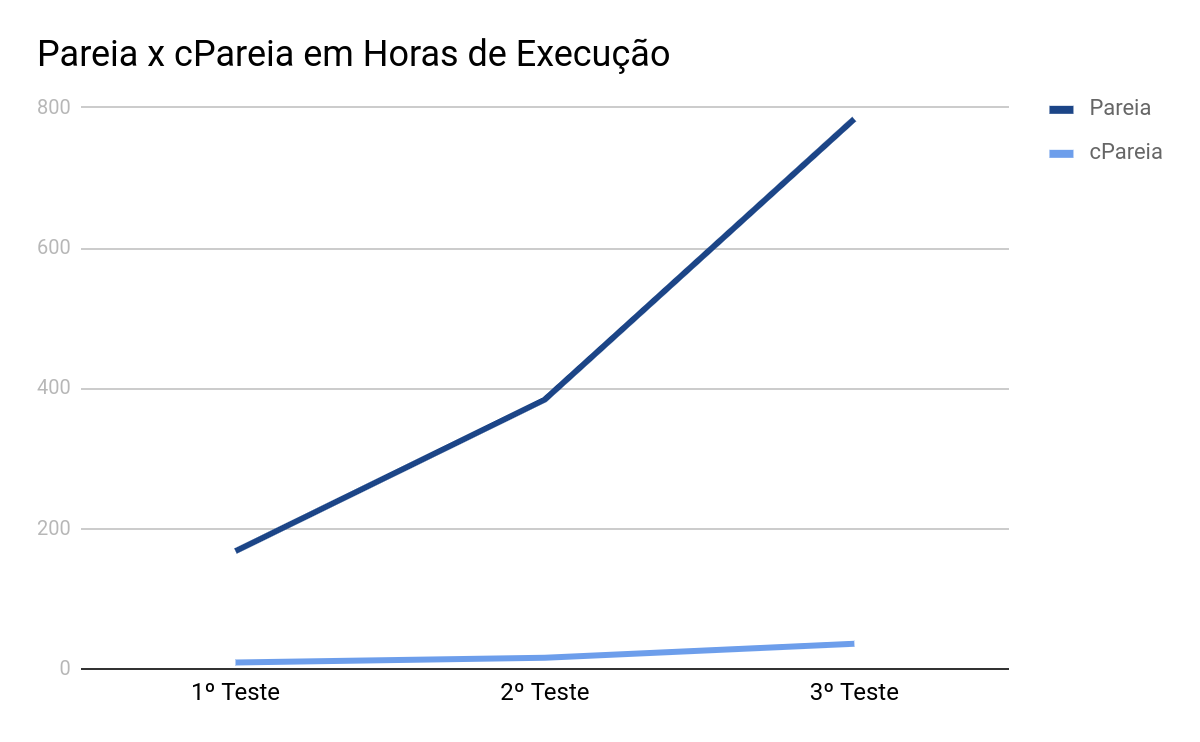 Pareia x cPareia em Horas de Execução
800
600
400
200
0
1º Teste
2º Teste
3º Teste
Pareia
cPareia